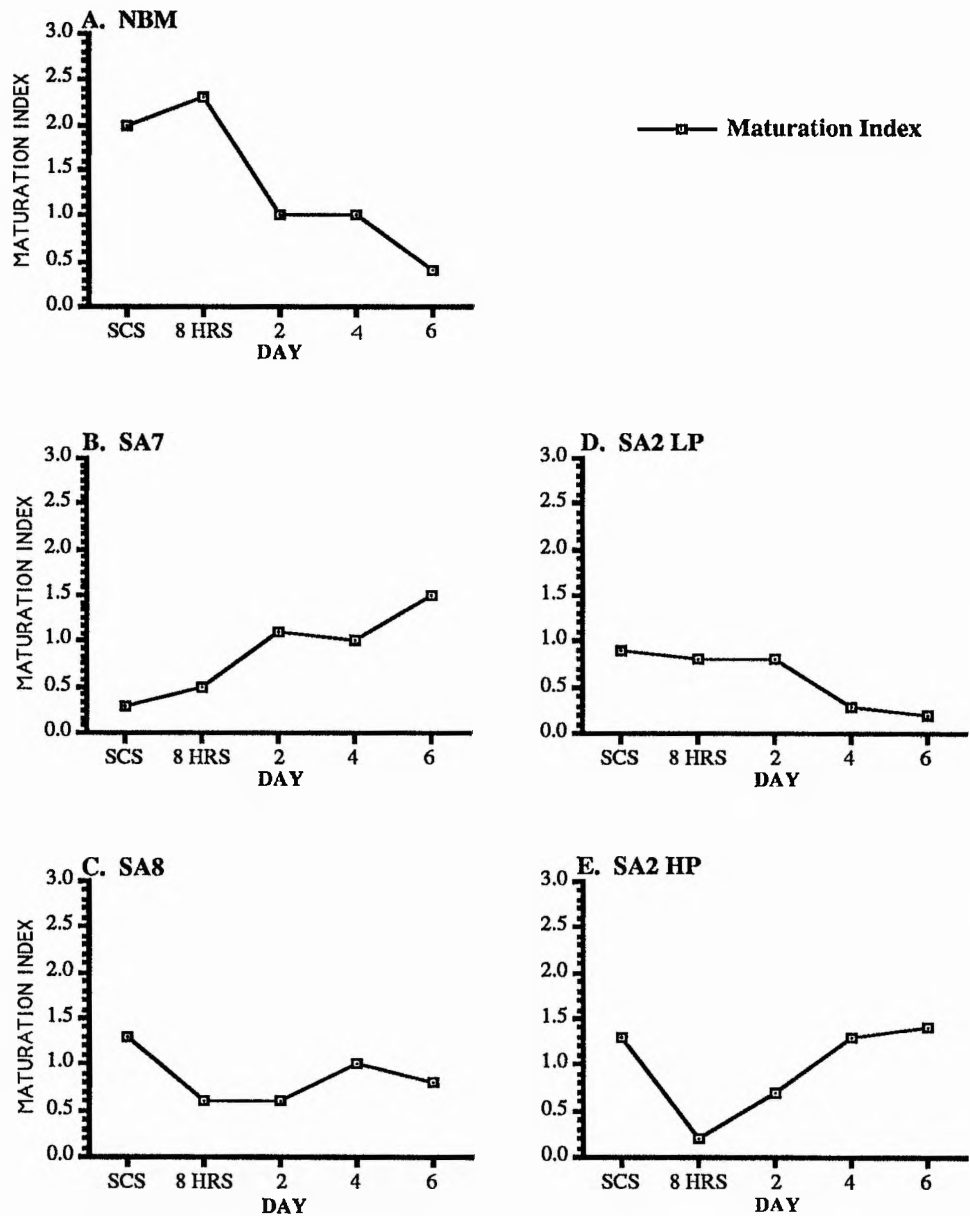 A. NBM
MATURATION INDEX
3.0
2.5
2.0
1.5
1.0
0.5
0.0
SCS 8 HRS 2 4 6
DAY
Maturation Index
B. SA7
MATURATION INDEX
3.0
2.5
2.0
1.5
1.0
0.5
0.0
SCS 8 HRS 2 4 6
DAY
D. SA2 LP
3.0
2.5
2.0
1.5
1.0
0.5
0.0
SCS 8 HRS 2 4 6
DAY
C. SA8
MATURATION INDEX
3.0
2.5
2.0
1.5
1.0
0.5
0.0
SCS 8 HRS 2 4 6
DAY
E. SA2 HP
3.0
2.5
2.0
1.5
1.0
0.5
0.0
SCS 8 HRS 2 4 6
DAY